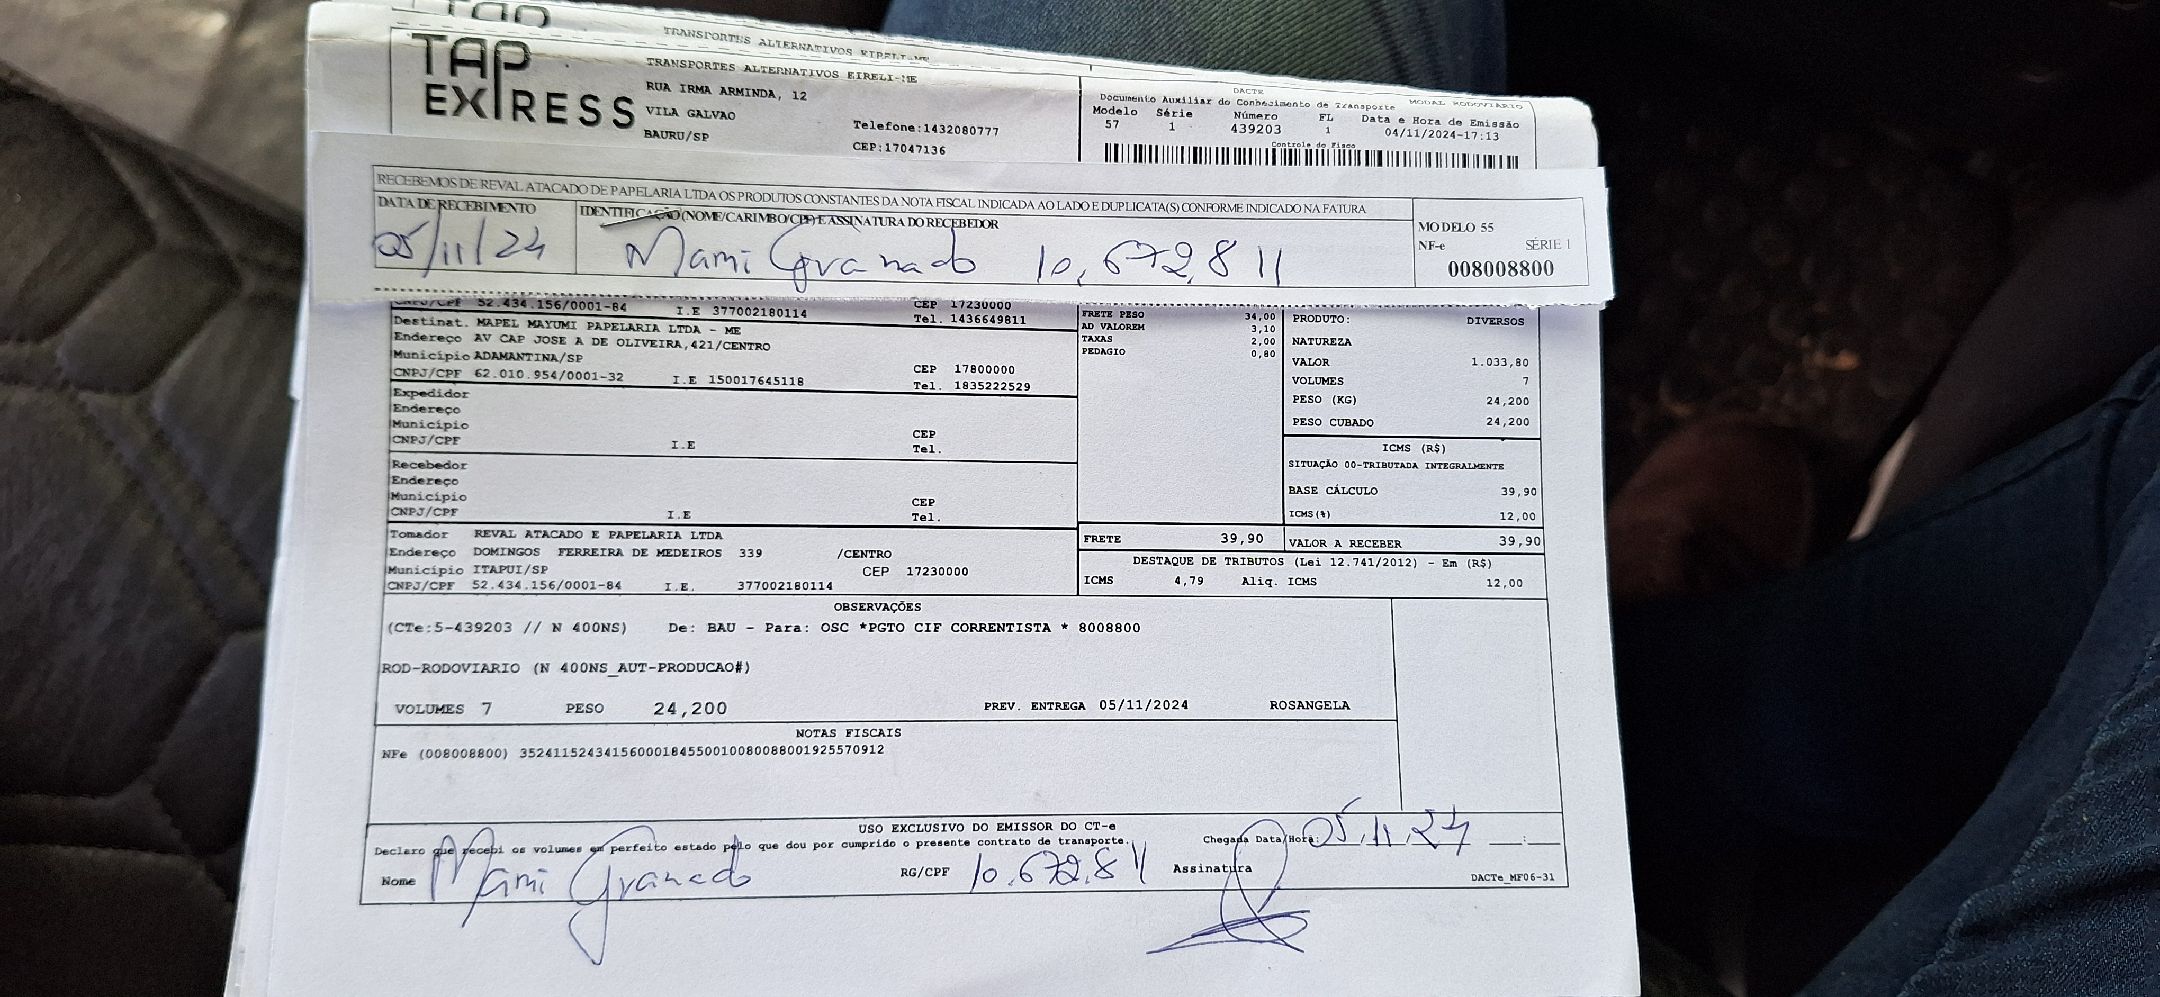 TRANSPORTES ALTERNATIVOS EIRELI-ME
TAP EXPRESS
TRANSPORTES ALTERNATIVOS EIRELI-ME
RUA IRMA ARMINDA, 12
VILA GALVAO
BAURU/SP
Telefone:1432080777
CEP:17047136
DACTE
Documento Auxiliar do Conhecimento de Transporte MODAL RODOVIARIO
Modelo Série Número FL Data e Hora de Emissão
57 1 439203 1 04/11/2024-17:13
Controle do Fisco
RECEBEMOS DE REVAL ATACADO DE PAPELARIA LTDA OS PRODUTOS CONSTANTES DA NOTA FISCAL INDICADA AO LADO E DUPLICATA(S) CONFORME INDICADO NA FATURA
DATA DE RECEBIMENTO
IDENTIFICAÇÃO (NOME/CARIMBO/CPF) E ASSINATURA DO RECEBEDOR
05/11/24 Mami Granado 10.672.811
MODELO 55
NF-e SÉRIE 1
008008800
CNPJ/CPF 52.434.156/0001-84 I.E 377002180114
CEP 17230000
Tel. 1436649811
Destinat. MAPEL MAYUMI PAPELARIA LTDA - ME
Endereço AV CAP JOSE A DE OLIVEIRA,421/CENTRO
Município ADAMANTINA/SP CEP 17800000
CNPJ/CPF 62.010.954/0001-32 I.E 150017645118 Tel. 1835222529
Expedidor
Endereço
Município CEP
CNPJ/CPF I.E Tel.
Recebedor
Endereço
Município CEP
CNPJ/CPF I.E Tel.
Tomador REVAL ATACADO E PAPELARIA LTDA
Endereço DOMINGOS FERREIRA DE MEDEIROS 339 /CENTRO
Município ITAPUI/SP CEP 17230000
CNPJ/CPF 52.434.156/0001-84 I.E. 377002180114
FRETE PESO 34,00
AD VALOREM 3,10
TAXAS 2,00
PEDAGIO 0,80
PRODUTO: DIVERSOS
NATUREZA
VALOR 1.033,80
VOLUMES 7
PESO (KG) 24,200
PESO CUBADO 24,200
ICMS (R$)
SITUAÇÃO 00-TRIBUTADA INTEGRALMENTE
BASE CÁLCULO 39,90
ICMS(%) 12,00
FRETE 39,90 VALOR A RECEBER 39,90
DESTAQUE DE TRIBUTOS (Lei 12.741/2012) - Em (R$)
ICMS 4,79 Aliq. ICMS 12,00
OBSERVAÇÕES
(CTe:5-439203 // N 400NS) De: BAU - Para: OSC *PGTO CIF CORRENTISTA * 8008800
ROD-RODOVIARIO (N 400NS_AUT-PRODUCAO#)
VOLUMES 7 PESO 24,200 PREV. ENTREGA 05/11/2024 ROSANGELA
NOTAS FISCAIS
NFe (008008800) 35241152434156000184550010080088001925570912
USO EXCLUSIVO DO EMISSOR DO CT-e
Declaro que recebi os volumes em perfeito estado pelo que dou por cumprido o presente contrato de transporte.
Chegada Data/Hora: 05.11.24 __:__
Nome Mami Granado RG/CPF 10.672.811 Assinatura
DACTe_MF06-31